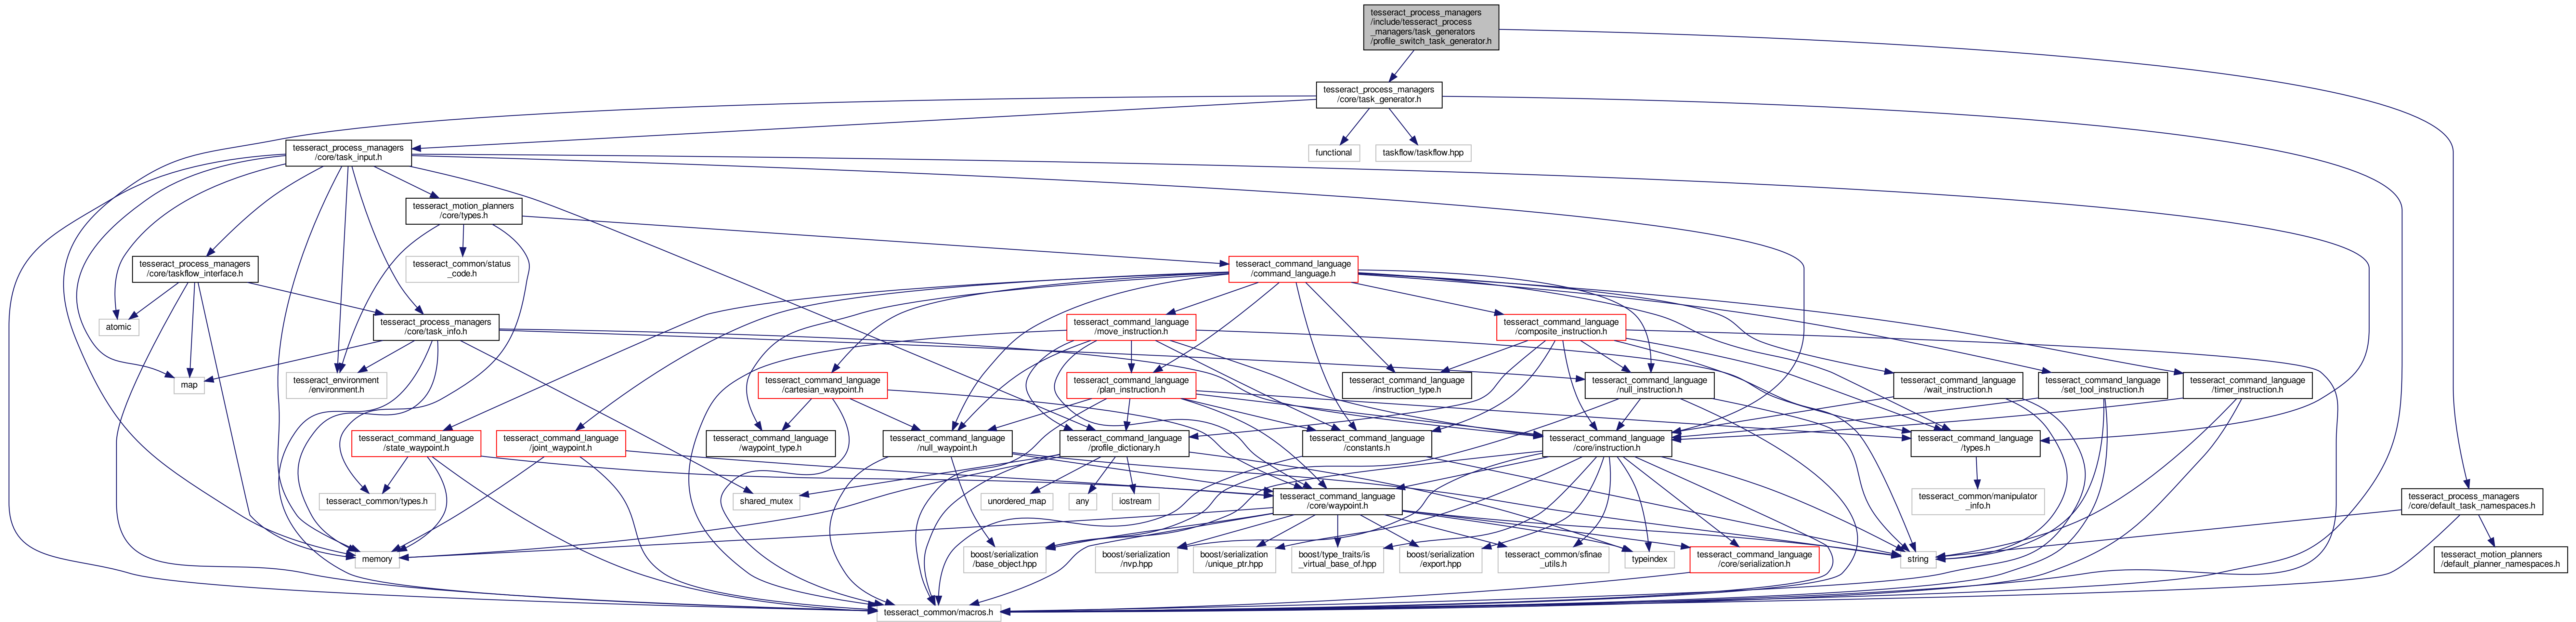 tesseract_process_managers
/include/tesseract_process
_managers/task_generators
/profile_switch_task_generator.h
tesseract_process_managers
/core/task_generator.h
tesseract_process_managers
/core/task_input.h
functional
taskflow/taskflow.hpp
tesseract_motion_planners
/core/types.h
tesseract_process_managers
/core/taskflow_interface.h
tesseract_common/status
_code.h
tesseract_command_language
/command_language.h
atomic
tesseract_process_managers
/core/task_info.h
tesseract_command_language
/move_instruction.h
tesseract_command_language
/composite_instruction.h
map
tesseract_environment
/environment.h
tesseract_command_language
/cartesian_waypoint.h
tesseract_command_language
/plan_instruction.h
tesseract_command_language
/instruction_type.h
tesseract_command_language
/null_instruction.h
tesseract_command_language
/wait_instruction.h
tesseract_command_language
/set_tool_instruction.h
tesseract_command_language
/timer_instruction.h
tesseract_command_language
/state_waypoint.h
tesseract_command_language
/joint_waypoint.h
tesseract_command_language
/waypoint_type.h
tesseract_command_language
/null_waypoint.h
tesseract_command_language
/profile_dictionary.h
tesseract_command_language
/constants.h
tesseract_command_language
/core/instruction.h
tesseract_command_language
/types.h
tesseract_common/types.h
shared_mutex
unordered_map
any
iostream
tesseract_command_language
/core/waypoint.h
tesseract_common/manipulator
_info.h
tesseract_process_managers
/core/default_task_namespaces.h
memory
boost/serialization
/base_object.hpp
boost/serialization
/nvp.hpp
boost/serialization
/unique_ptr.hpp
boost/type_traits/is
_virtual_base_of.hpp
boost/serialization
/export.hpp
tesseract_common/sfinae
_utils.h
typeindex
tesseract_command_language
/core/serialization.h
string
tesseract_motion_planners
/default_planner_namespaces.h
tesseract_common/macros.h